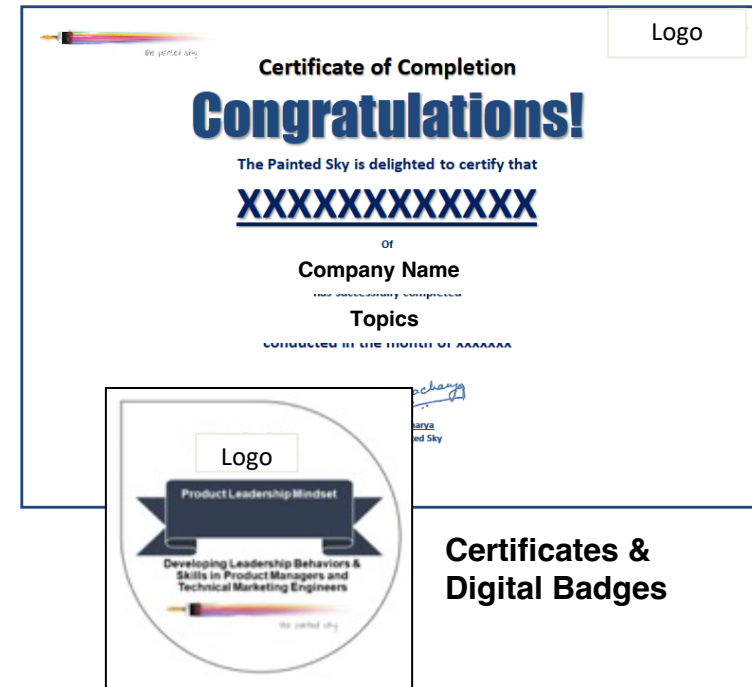 Logo
the painted sky
Certificate of Completion
Congratulations!
The Painted Sky is delighted to certify that
XXXXXXXXXXXX
Of
Company Name
has successfully completed
Topics
conducted in the month of xxxxxxx
Logo
Product Leadership Mindset
Developing Leadership Behaviors &
Skills in Product Managers and
Technical Marketing Engineers
the painted sky
Certificates &
Digital Badges